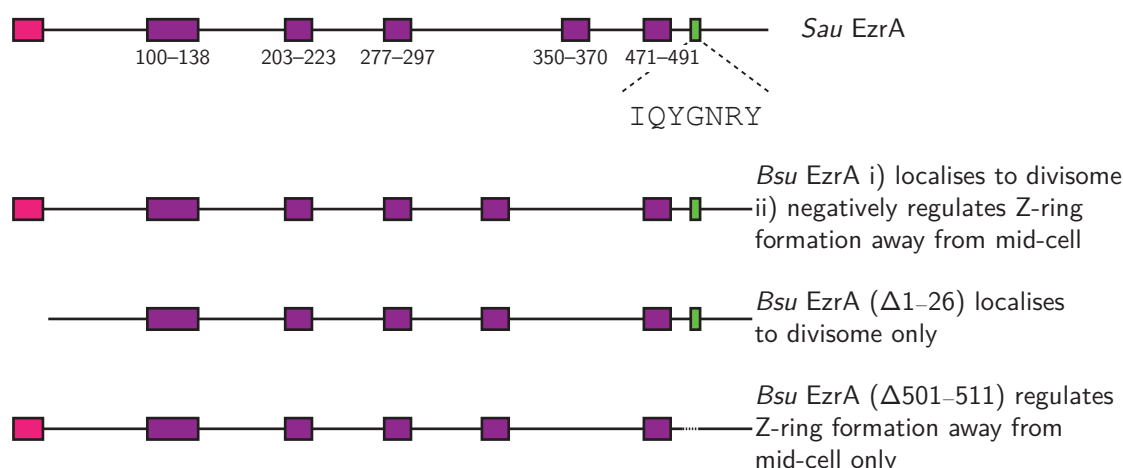 Sau EzrA
100–138 203–223 277–297 350–370 471–491
IQYGNRY
Bsu EzrA i) localises to divisome
ii) negatively regulates Z-ring
formation away from mid-cell
Bsu EzrA (Δ1–26) localises
to divisome only
Bsu EzrA (Δ501–511) regulates
Z-ring formation away from
mid-cell only